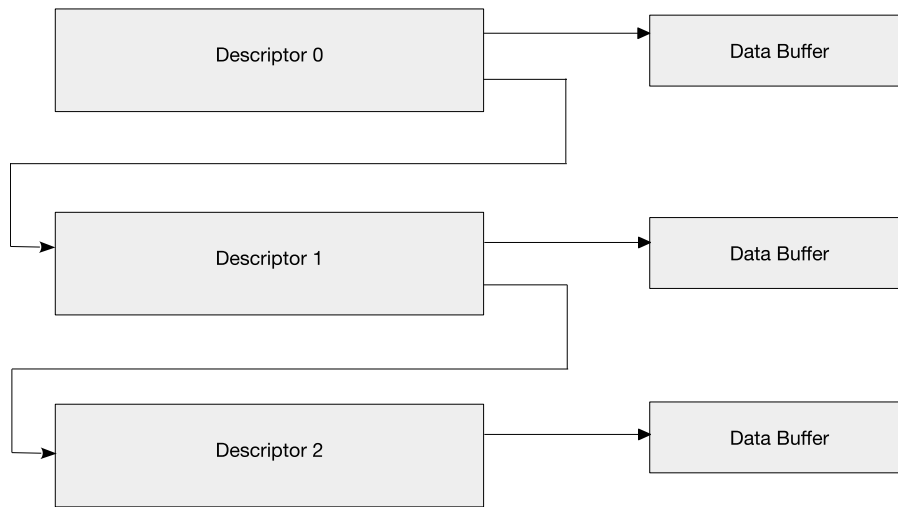 Descriptor 0
Data Buffer
Descriptor 1
Data Buffer
Descriptor 2
Data Buffer